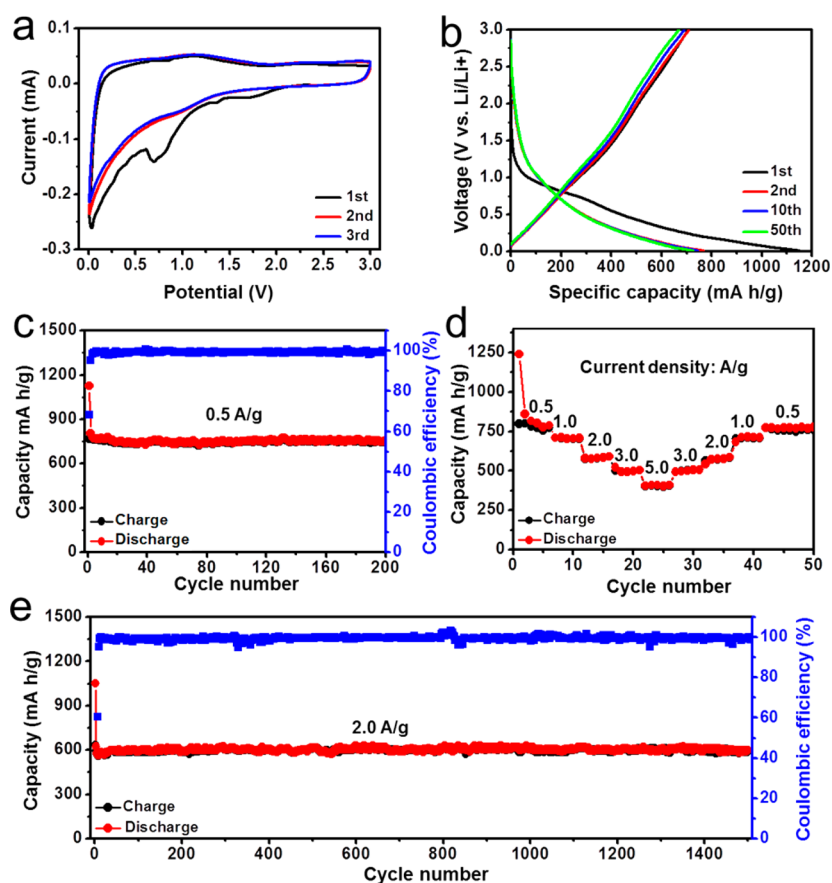 a
0.1
0.0
-0.1
-0.2
-0.3
Current (mA)
1st
2nd
3rd
0.0 0.5 1.0 1.5 2.0 2.5 3.0
Potential (V)
b
3.0
2.5
2.0
1.5
1.0
0.5
0.0
Voltage (V vs. Li/Li+)
1st
2nd
10th
50th
0 200 400 600 800 1000 1200
Specific capacity (mA h/g)
c
1500
1200
900
600
300
0
Capacity mA h/g)
0.5 A/g
Charge
Discharge
100
80
60
40
20
0
Coulombic efficiency (%)
0 40 80 120 160 200
Cycle number
d
1250
1000
750
500
250
0
Capacity (mA h/g)
Current density: A/g
0.5
1.0
2.0
3.0
5.0
3.0
2.0
1.0
0.5
Charge
Discharge
0 10 20 30 40 50
Cycle number
e
1500
1200
900
600
300
0
Capacity (mA h/g)
2.0 A/g
Charge
Discharge
100
80
60
40
20
0
Coulombic efficiency (%)
0 200 400 600 800 1000 1200 1400
Cycle number